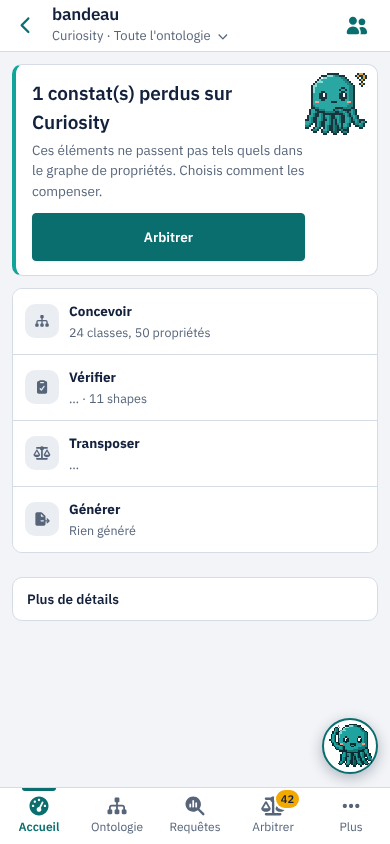 bandeau
Curiosity · Toute l'ontologie
1 constat(s) perdus sur
Curiosity
Ces éléments ne passent pas tels quels dans
le graphe de propriétés. Choisis comment les
compenser.
Arbitrer
Concevoir
24 classes, 50 propriétés
Vérifier
… · 11 shapes
Transposer
…
Générer
Rien généré
Plus de détails
42
Accueil Ontologie Requêtes Arbitrer Plus